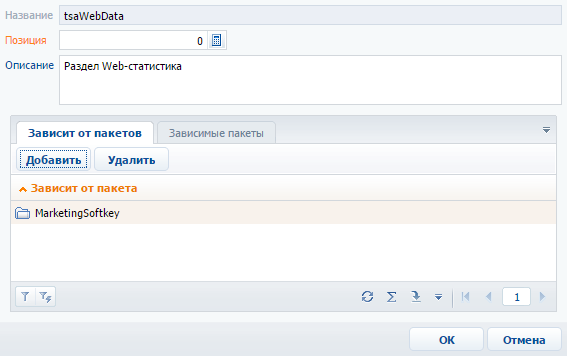 Название tsaWebData
Позиция 0
Описание Раздел Web-статистика
Зависит от пакетов Зависимые пакеты
Добавить Удалить
Зависит от пакета
MarketingSoftkey
1
OK Отмена